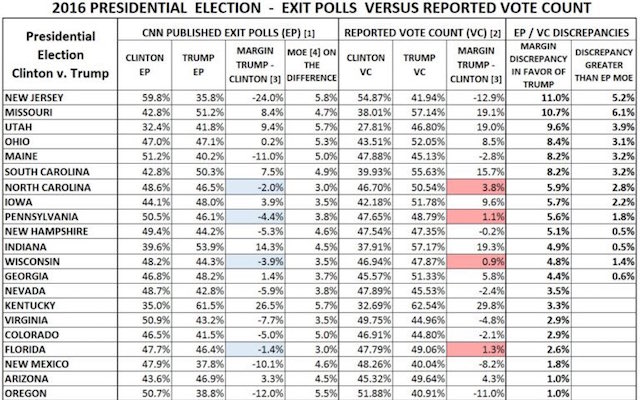 2016 PRESIDENTIAL ELECTION - EXIT POLLS VERSUS REPORTED VOTE COUNT
Presidential Election Clinton v. Trump
CNN PUBLISHED EXIT POLLS (EP) [1]
REPORTED VOTE COUNT (VC) [2]
EP / VC DISCREPANCIES
CLINTON EP
TRUMP EP
MARGIN TRUMP - CLINTON [3]
MOE [4] ON THE DIFFERENCE
CLINTON VC
TRUMP VC
MARGIN TRUMP - CLINTON [3]
MARGIN DISCREPANCY IN FAVOR OF TRUMP
DISCREPANCY GREATER THAN EP MOE
NEW JERSEY 59.8% 35.8% -24.0% 5.8% 54.87% 41.94% -12.9% 11.0% 5.2%
MISSOURI 42.8% 51.2% 8.4% 4.7% 38.01% 57.14% 19.1% 10.7% 6.1%
UTAH 32.4% 41.8% 9.4% 5.7% 27.81% 46.80% 19.0% 9.6% 3.9%
OHIO 47.0% 47.1% 0.2% 5.3% 43.51% 52.05% 8.5% 8.4% 3.1%
MAINE 51.2% 40.2% -11.0% 5.0% 47.88% 45.13% -2.8% 8.2% 3.2%
SOUTH CAROLINA 42.8% 50.3% 7.5% 4.9% 39.93% 55.63% 15.7% 8.2% 3.2%
NORTH CAROLINA 48.6% 46.5% -2.0% 3.0% 46.70% 50.54% 3.8% 5.9% 2.8%
IOWA 44.1% 48.0% 3.9% 3.5% 42.18% 51.78% 9.6% 5.7% 2.2%
PENNSYLVANIA 50.5% 46.1% -4.4% 3.8% 47.65% 48.79% 1.1% 5.6% 1.8%
NEW HAMPSHIRE 49.4% 44.2% -5.3% 4.6% 47.54% 47.35% -0.2% 5.1% 0.5%
INDIANA 39.6% 53.9% 14.3% 4.5% 37.91% 57.17% 19.3% 4.9% 0.5%
WISCONSIN 48.2% 44.3% -3.9% 3.5% 46.94% 47.87% 0.9% 4.8% 1.4%
GEORGIA 46.8% 48.2% 1.4% 3.7% 45.57% 51.33% 5.8% 4.4% 0.6%
NEVADA 48.7% 42.8% -5.9% 3.8% 47.89% 45.53% -2.4% 3.5%
KENTUCKY 35.0% 61.5% 26.5% 5.7% 32.69% 62.54% 29.8% 3.3%
VIRGINIA 50.9% 43.2% -7.7% 3.5% 49.75% 44.96% -4.8% 2.9%
COLORADO 46.5% 41.5% -5.0% 5.0% 46.91% 44.80% -2.1% 2.9%
FLORIDA 47.7% 46.4% -1.4% 3.0% 47.79% 49.06% 1.3% 2.6%
NEW MEXICO 47.9% 37.8% -10.1% 4.6% 48.26% 40.04% -8.2% 1.8%
ARIZONA 43.6% 46.9% 3.3% 4.5% 45.32% 49.64% 4.3% 1.0%
OREGON 50.7% 38.8% -12.0% 5.5% 51.88% 40.91% -11.0% 1.0%